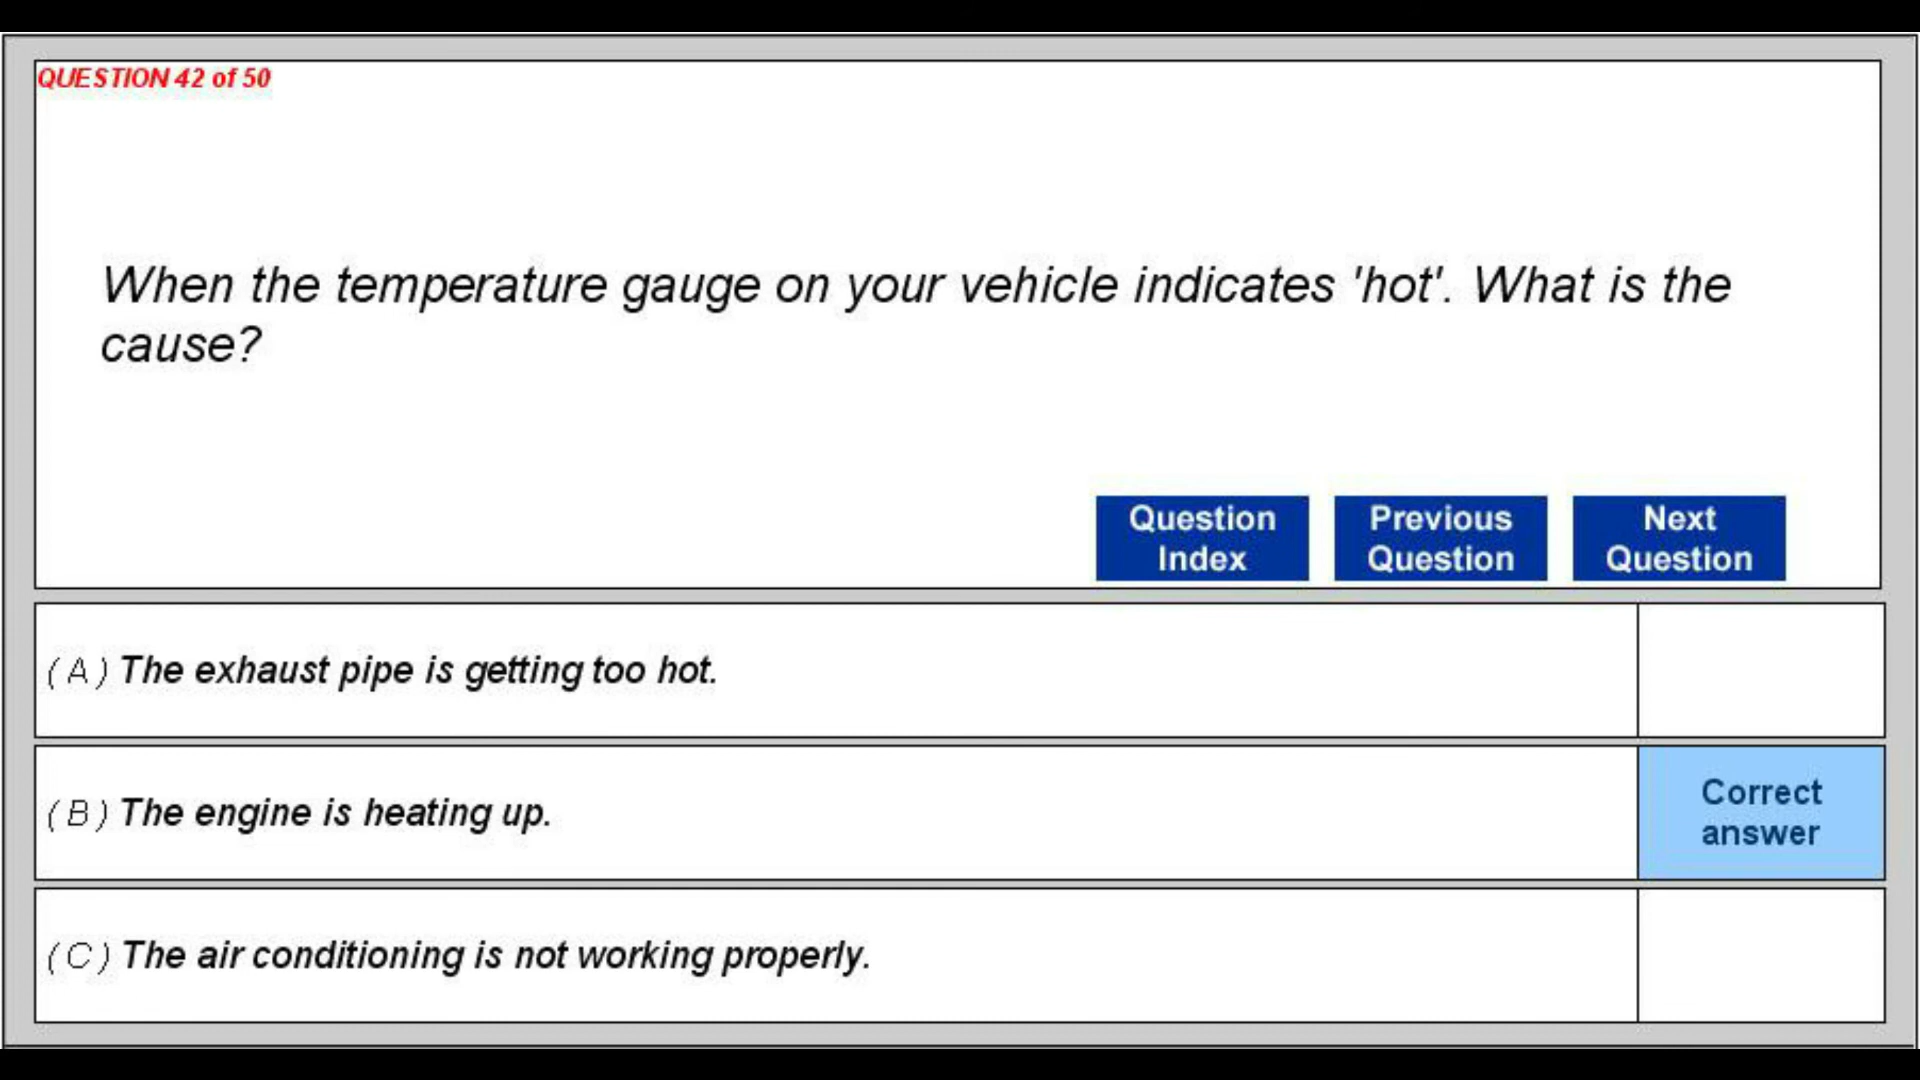 QUESTION 42 of 50
When the temperature gauge on your vehicle indicates 'hot'. What is the
cause?
Question Index
Previous Question
Next Question
(A) The exhaust pipe is getting too hot.
(B) The engine is heating up.
Correct answer
(C) The air conditioning is not working properly.